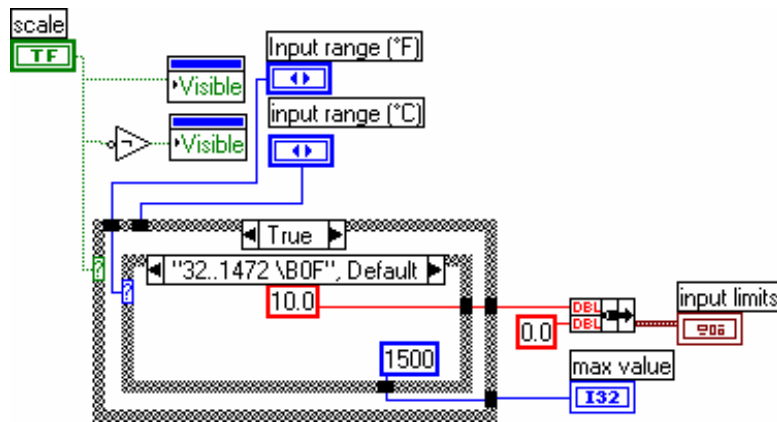 scale
TF
Visible
Visible
Input range (°F)
input range (°C)
True
?
"32..1472 \B0F", Default
?
10.0
1500
DBL
DBL
0.0
input limits
max value
I32